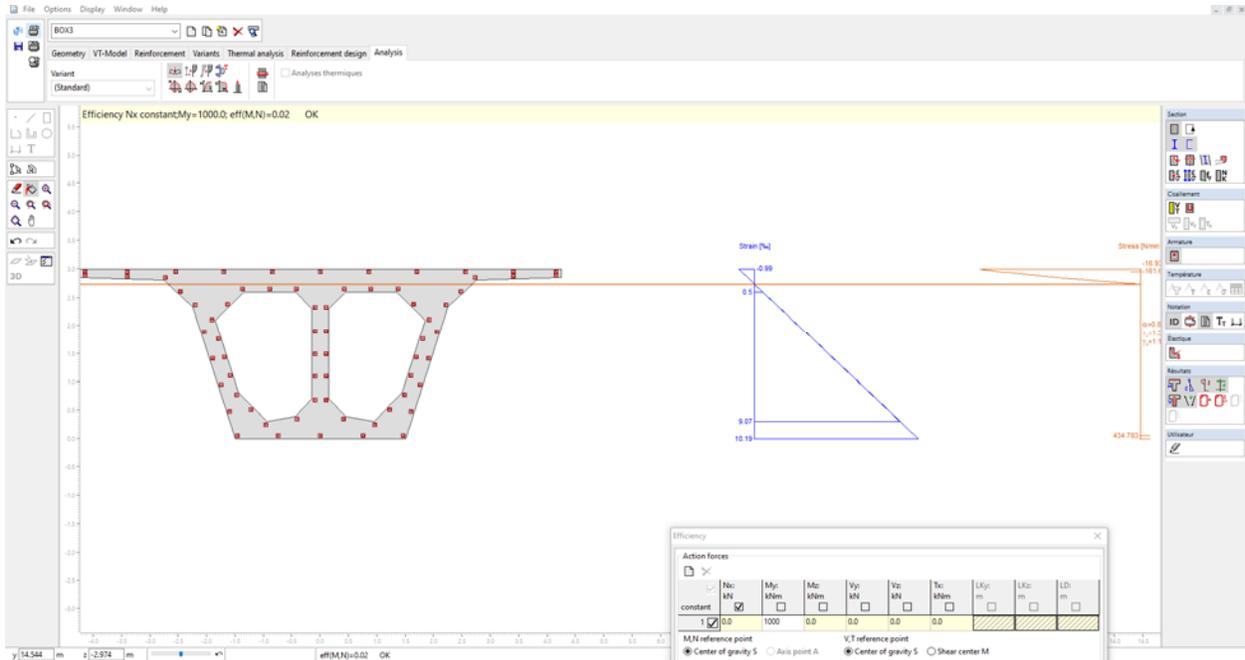 File Options Display Window Help
BOX3
Geometry VT-Model Reinforcement Variants Thermal analysis Reinforcement design Analysis
Variant
(Standard)
Analyses thermiques
Efficiency Nx constant;My=1000.0; eff(M,N)=0.02 OK
Section
Cisaillement
Armature
Température
Notation
ID
Élastique
Résultats
Utilisateur
3D
Strain [‰]
-0.99
0.5
9.07
10.19
Stress [N/mm
434.783
Efficiency
Action forces
Nx: My: Mz: Vy: Vz: Tx: LKy: LKz: LD:
kN kNm kNm kN kN kNm m m m
constant
1 0.0 1000 0.0 0.0 0.0 0.0
M,N reference point V,T reference point
Center of gravity S Axis point A Center of gravity S Shear center M
y 14.544 m z -2.974 m eff(M,N)=0.02 OK